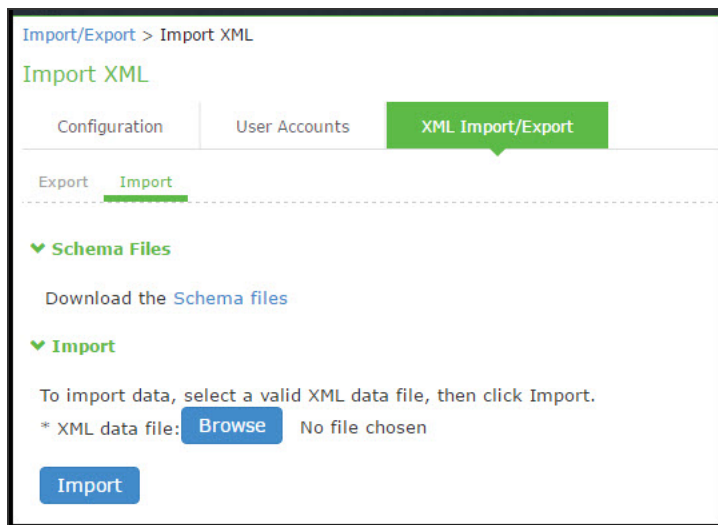 Import/Export > Import XML
Import XML
Configuration User Accounts XML Import/Export
Export Import
Schema Files
Download the Schema files
Import
To import data, select a valid XML data file, then click Import.
* XML data file: Browse No file chosen
Import